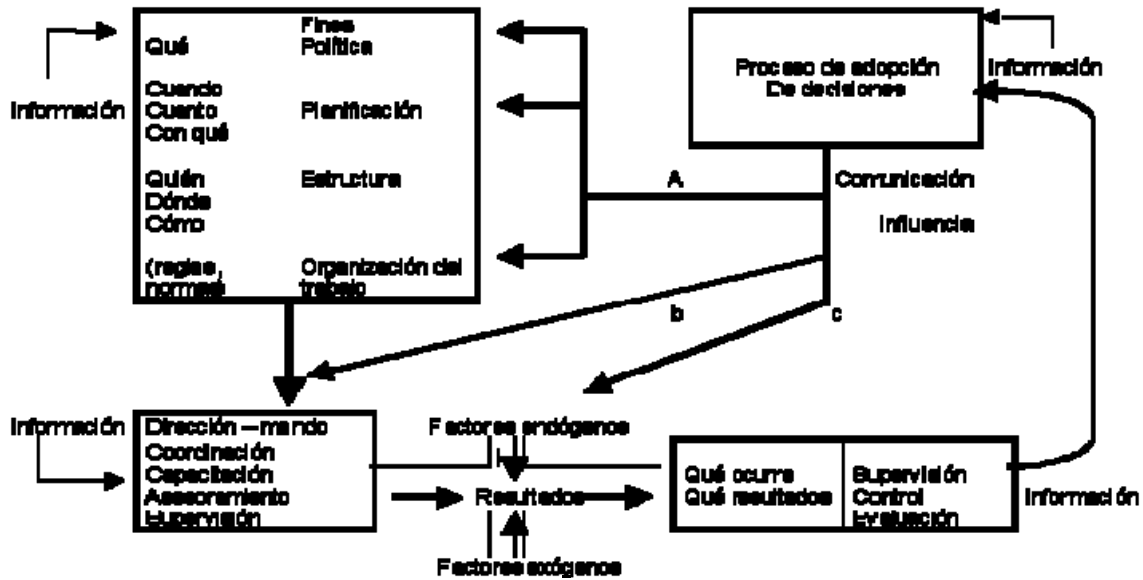 Fines
Qué Política
Cuando
Información Cuanto Planificación
Con qué
Quién Estructura
Dónde
Cómo
(reglas, Organización del
normas) trabajo
Proceso de adopción
De decisiones
Información
A
Comunicación
Influencia
b
c
Información
Dirección – mando
Coordinación
Capacitación
Asesoramiento
Supervisión
Factores endógenos
Resultados
Factores exógenos
Qué ocurre
Qué resultados
Supervisión
Control
Evaluación
Información